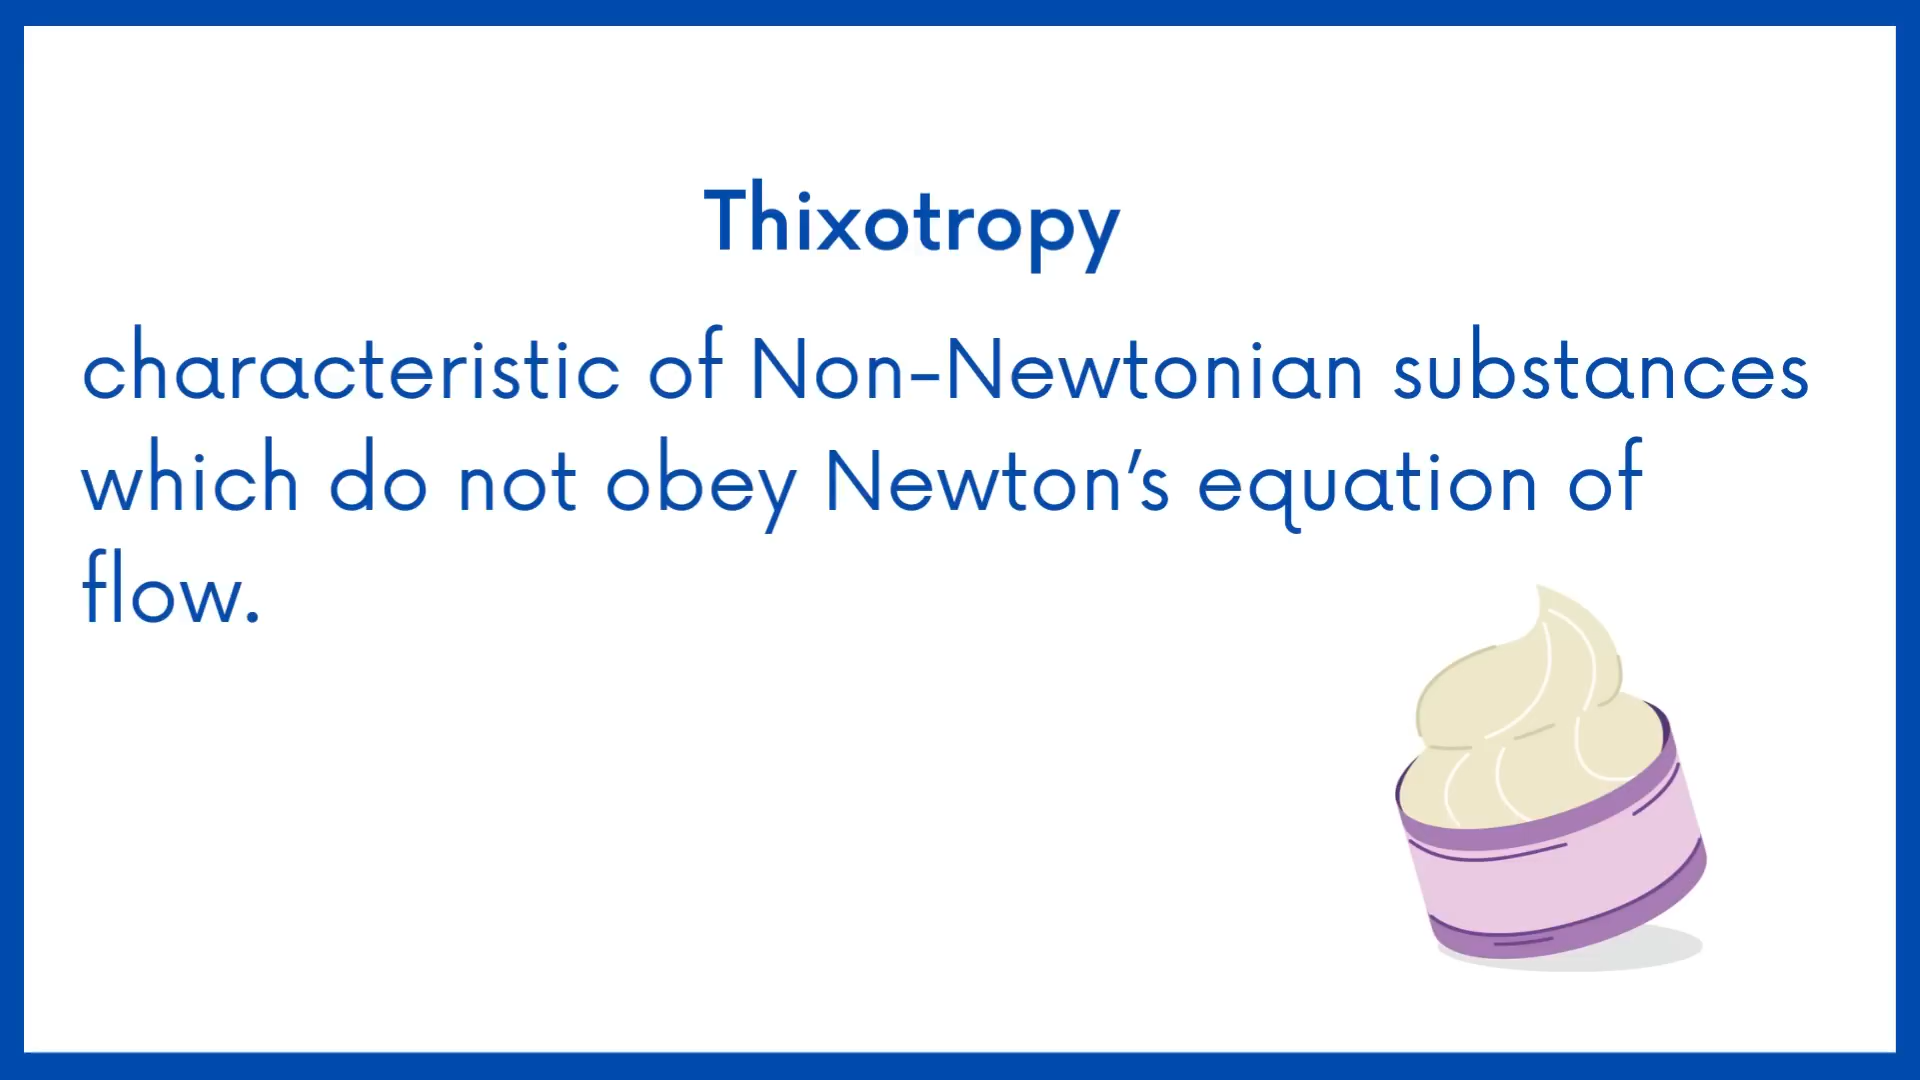 Thixotropy
characteristic of Non-Newtonian substances
which do not obey Newton’s equation of
flow.